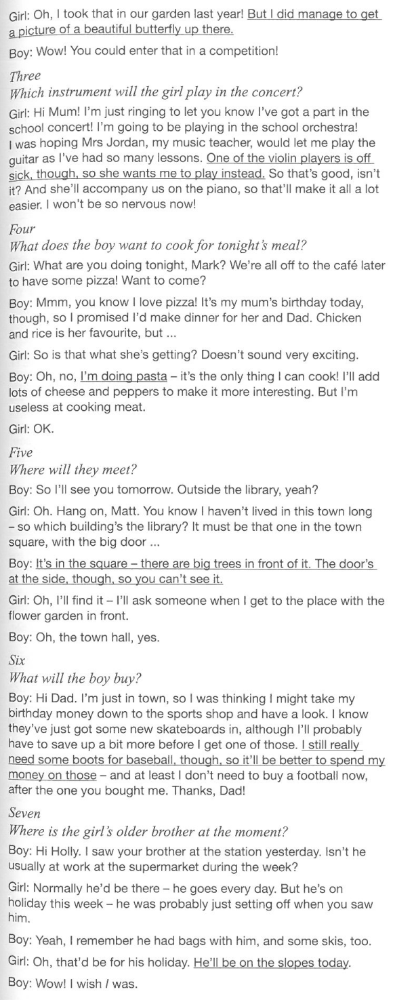 Girl: Oh, I took that in our garden last year! But I did manage to get
a picture of a beautiful butterfly up there.
Boy: Wow! You could enter that in a competition!
Three
Which instrument will the girl play in the concert?
Girl: Hi Mum! I'm just ringing to let you know I've got a part in the
school concert! I'm going to be playing in the school orchestra!
I was hoping Mrs Jordan, my music teacher, would let me play the
guitar as I've had so many lessons. One of the violin players is off
sick, though, so she wants me to play instead. So that's good, isn't
it? And she'll accompany us on the piano, so that'll make it all a lot
easier. I won't be so nervous now!
Four
What does the boy want to cook for tonight's meal?
Girl: What are you doing tonight, Mark? We're all off to the café later
to have some pizza! Want to come?
Boy: Mmm, you know I love pizza! It's my mum's birthday today,
though, so I promised I'd make dinner for her and Dad. Chicken
and rice is her favourite, but ...
Girl: So is that what she's getting? Doesn't sound very exciting.
Boy: Oh, no, I'm doing pasta – it's the only thing I can cook! I'll add
lots of cheese and peppers to make it more interesting. But I'm
useless at cooking meat.
Girl: OK.
Five
Where will they meet?
Boy: So I'll see you tomorrow. Outside the library, yeah?
Girl: Oh. Hang on, Matt. You know I haven't lived in this town long
– so which building's the library? It must be that one in the town
square, with the big door ...
Boy: It's in the square – there are big trees in front of it. The door's
at the side, though, so you can't see it.
Girl: Oh, I'll find it – I'll ask someone when I get to the place with the
flower garden in front.
Boy: Oh, the town hall, yes.
Six
What will the boy buy?
Boy: Hi Dad. I'm just in town, so I was thinking I might take my
birthday money down to the sports shop and have a look. I know
they've just got some new skateboards in, although I'll probably
have to save up a bit more before I get one of those. I still really
need some boots for baseball, though, so it'll be better to spend my
money on those – and at least I don't need to buy a football now,
after the one you bought me. Thanks, Dad!
Seven
Where is the girl's older brother at the moment?
Boy: Hi Holly. I saw your brother at the station yesterday. Isn't he
usually at work at the supermarket during the week?
Girl: Normally he'd be there – he goes every day. But he's on
holiday this week – he was probably just setting off when you saw
him.
Boy: Yeah, I remember he had bags with him, and some skis, too.
Girl: Oh, that'd be for his holiday. He'll be on the slopes today.
Boy: Wow! I wish I was.